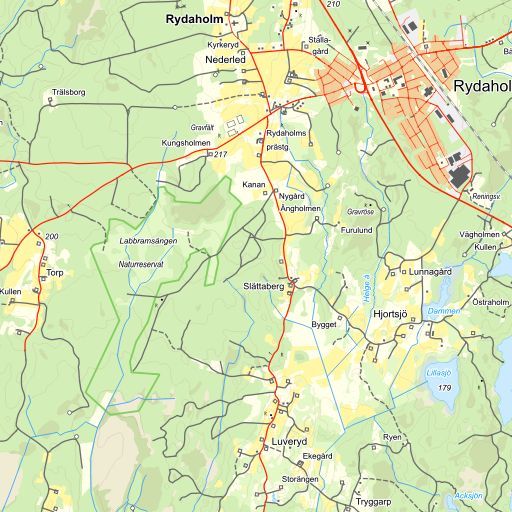 Rydaholm
210
Kyrkeryd
Ställa-
gård
Nederled
Trälsborg
Rydahol
Gravfält
Rydaholms
prästg.
Kungsholmen
217
Kanan
Nygård
Ängholmen
Gravröse
Reningsv.
Furulund
Vägholmen
Kullen
200
Labbramsängen
Naturreservat
Torp
Lunnagård
Kullen
Slättaberg
Helge å
Östraholm
Dammen
Hjortsjö
Bygget
Lillasjö
179
Luveryd
Ryen
Ekegård
Storängen
Tryggarp
Acksjön